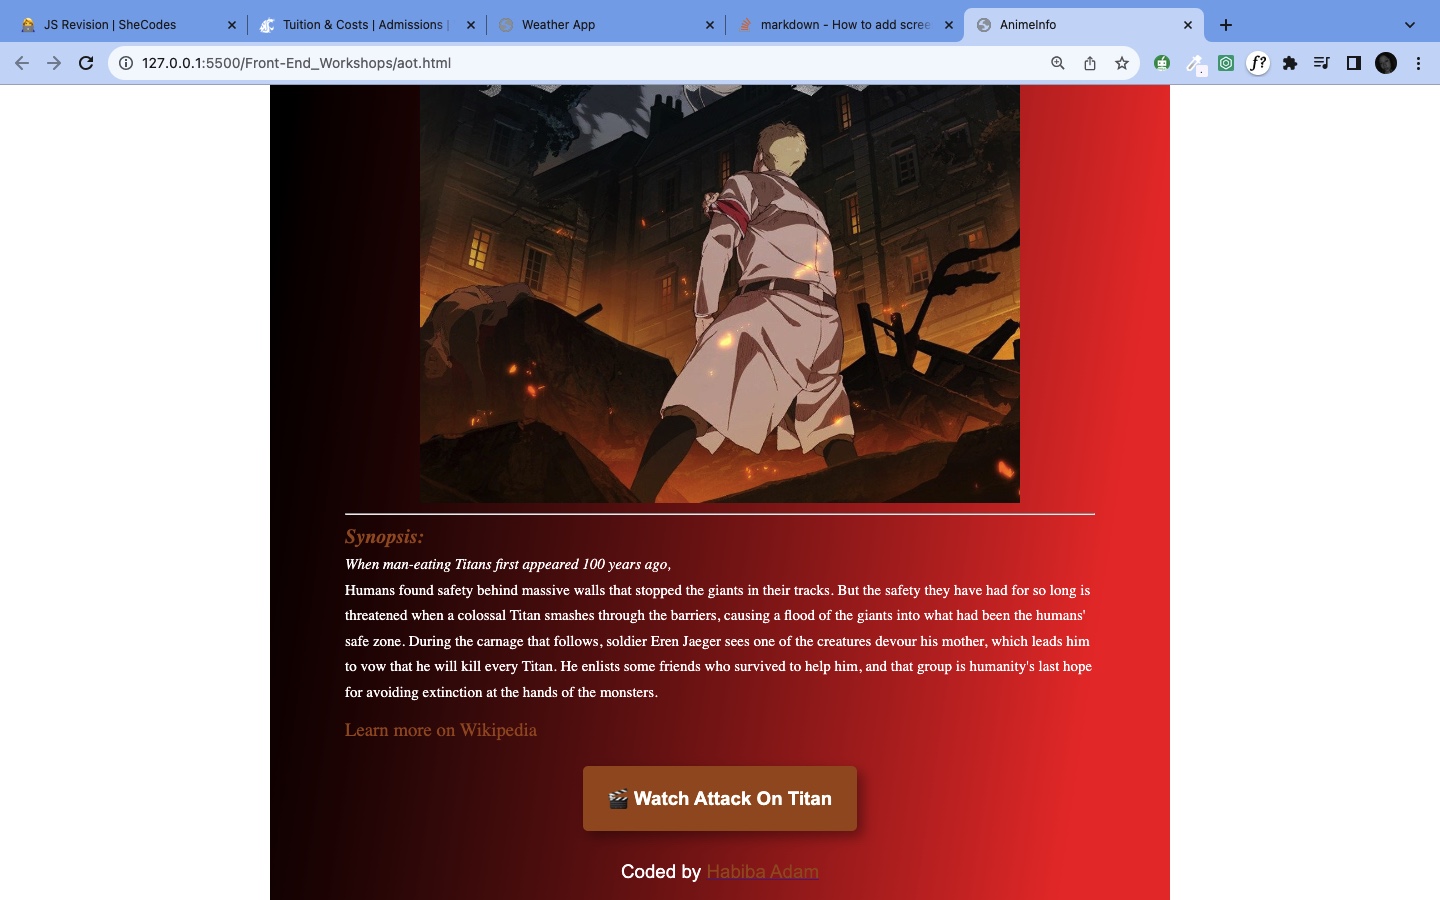 JS Revision | SheCodes
Tuition & Costs | Admissions |
Weather App
markdown - How to add scree
AnimeInfo
127.0.0.1:5500/Front-End_Workshops/aot.html
f?
Synopsis:
When man-eating Titans first appeared 100 years ago,
Humans found safety behind massive walls that stopped the giants in their tracks. But the safety they have had for so long is
threatened when a colossal Titan smashes through the barriers, causing a flood of the giants into what had been the humans'
safe zone. During the carnage that follows, soldier Eren Jaeger sees one of the creatures devour his mother, which leads him
to vow that he will kill every Titan. He enlists some friends who survived to help him, and that group is humanity's last hope
for avoiding extinction at the hands of the monsters.
Learn more on Wikipedia
🎬 Watch Attack On Titan
Coded by Habiba Adam